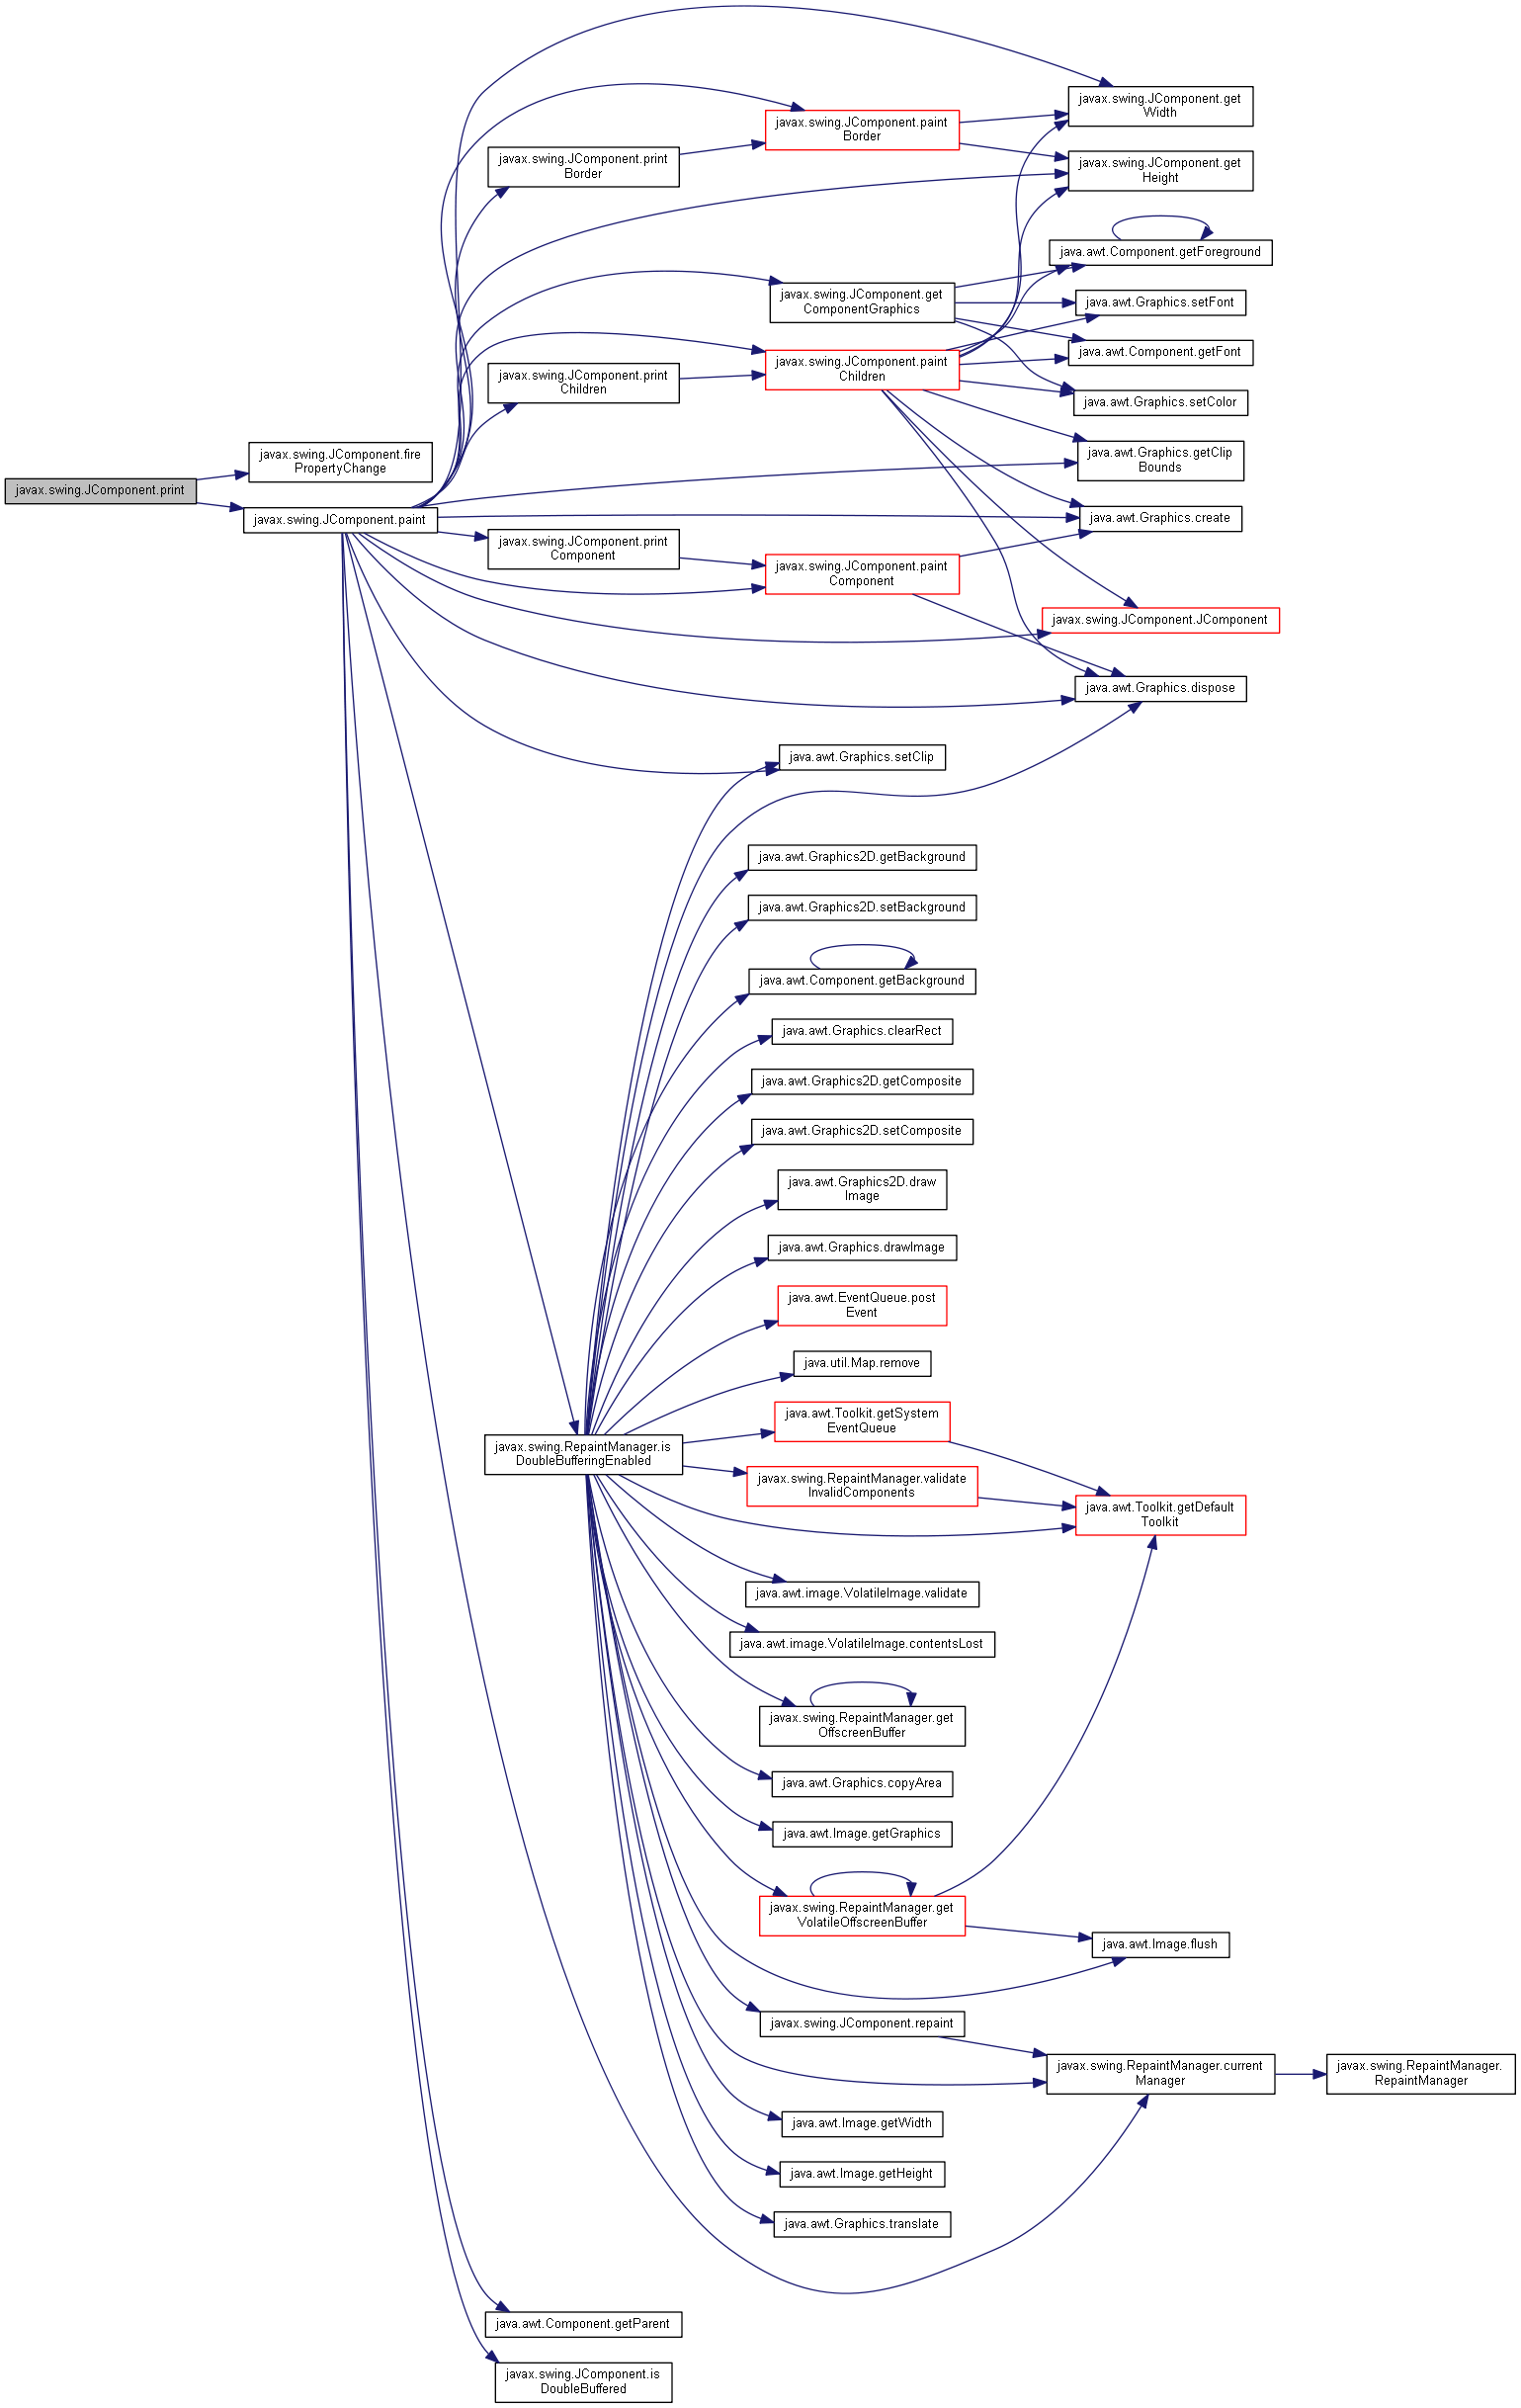 javax.swing.JComponent.get
Width
javax.swing.JComponent.paint
Border
javax.swing.JComponent.print
Border
javax.swing.JComponent.get
Height
java.awt.Component.getForeground
javax.swing.JComponent.get
ComponentGraphics
java.awt.Graphics.setFont
java.awt.Component.getFont
javax.swing.JComponent.paint
Children
javax.swing.JComponent.print
Children
java.awt.Graphics.setColor
javax.swing.JComponent.fire
PropertyChange
java.awt.Graphics.getClip
Bounds
javax.swing.JComponent.print
javax.swing.JComponent.paint
java.awt.Graphics.create
javax.swing.JComponent.print
Component
javax.swing.JComponent.paint
Component
javax.swing.JComponent.JComponent
java.awt.Graphics.dispose
java.awt.Graphics.setClip
java.awt.Graphics2D.getBackground
java.awt.Graphics2D.setBackground
java.awt.Component.getBackground
java.awt.Graphics.clearRect
java.awt.Graphics2D.getComposite
java.awt.Graphics2D.setComposite
java.awt.Graphics2D.draw
Image
java.awt.Graphics.drawImage
java.awt.EventQueue.post
Event
java.util.Map.remove
java.awt.Toolkit.getSystem
EventQueue
javax.swing.RepaintManager.is
DoubleBufferingEnabled
javax.swing.RepaintManager.validate
InvalidComponents
java.awt.Toolkit.getDefault
Toolkit
java.awt.image.VolatileImage.validate
java.awt.image.VolatileImage.contentsLost
javax.swing.RepaintManager.get
OffscreenBuffer
java.awt.Graphics.copyArea
java.awt.Image.getGraphics
javax.swing.RepaintManager.get
VolatileOffscreenBuffer
java.awt.Image.flush
javax.swing.JComponent.repaint
javax.swing.RepaintManager.current
Manager
javax.swing.RepaintManager.
RepaintManager
java.awt.Image.getWidth
java.awt.Image.getHeight
java.awt.Graphics.translate
java.awt.Component.getParent
javax.swing.JComponent.is
DoubleBuffered